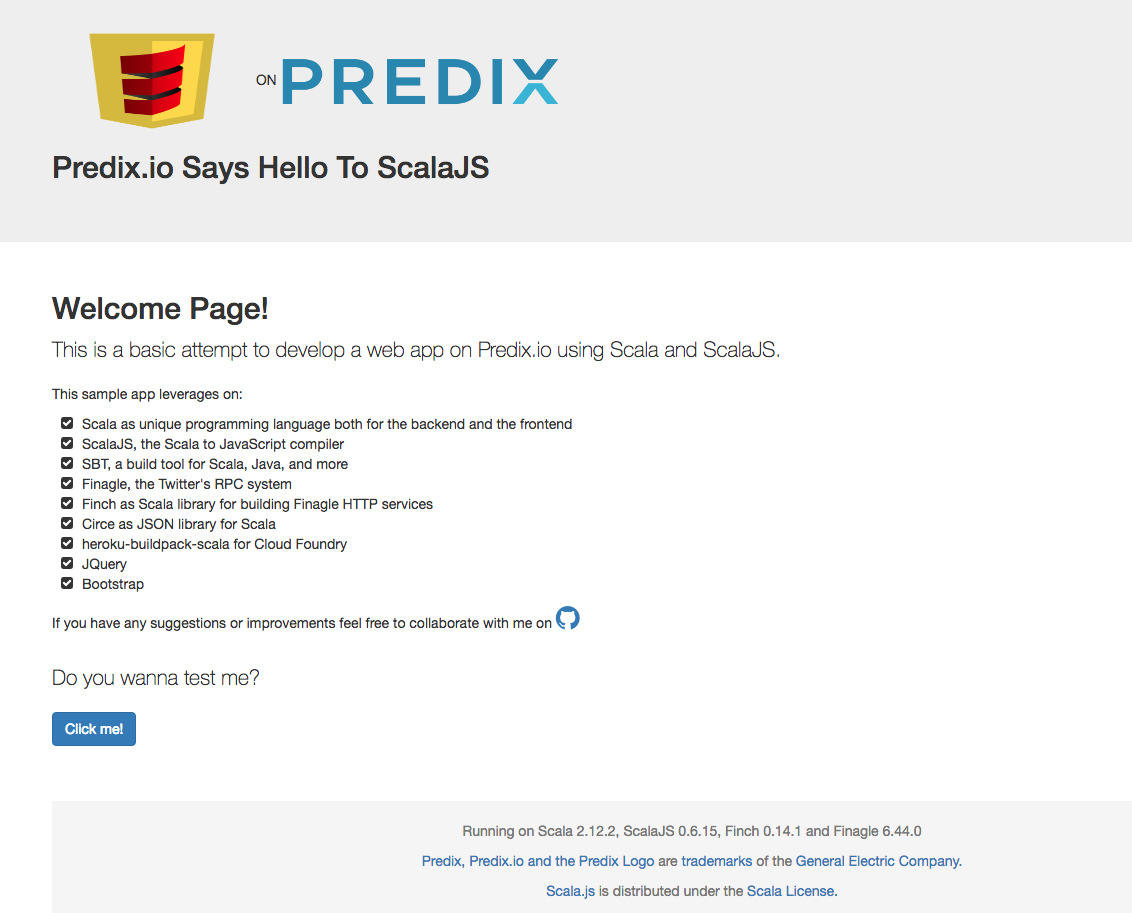 ON PREDIX
Predix.io Says Hello To ScalaJS
Welcome Page!
This is a basic attempt to develop a web app on Predix.io using Scala and ScalaJS.
This sample app leverages on:
Scala as unique programming language both for the backend and the frontend
ScalaJS, the Scala to JavaScript compiler
SBT, a build tool for Scala, Java, and more
Finagle, the Twitter's RPC system
Finch as Scala library for building Finagle HTTP services
Circe as JSON library for Scala
heroku-buildpack-scala for Cloud Foundry
JQuery
Bootstrap
If you have any suggestions or improvements feel free to collaborate with me on
Do you wanna test me?
Click me!
Running on Scala 2.12.2, ScalaJS 0.6.15, Finch 0.14.1 and Finagle 6.44.0
Predix, Predix.io and the Predix Logo are trademarks of the General Electric Company.
Scala.js is distributed under the Scala License.